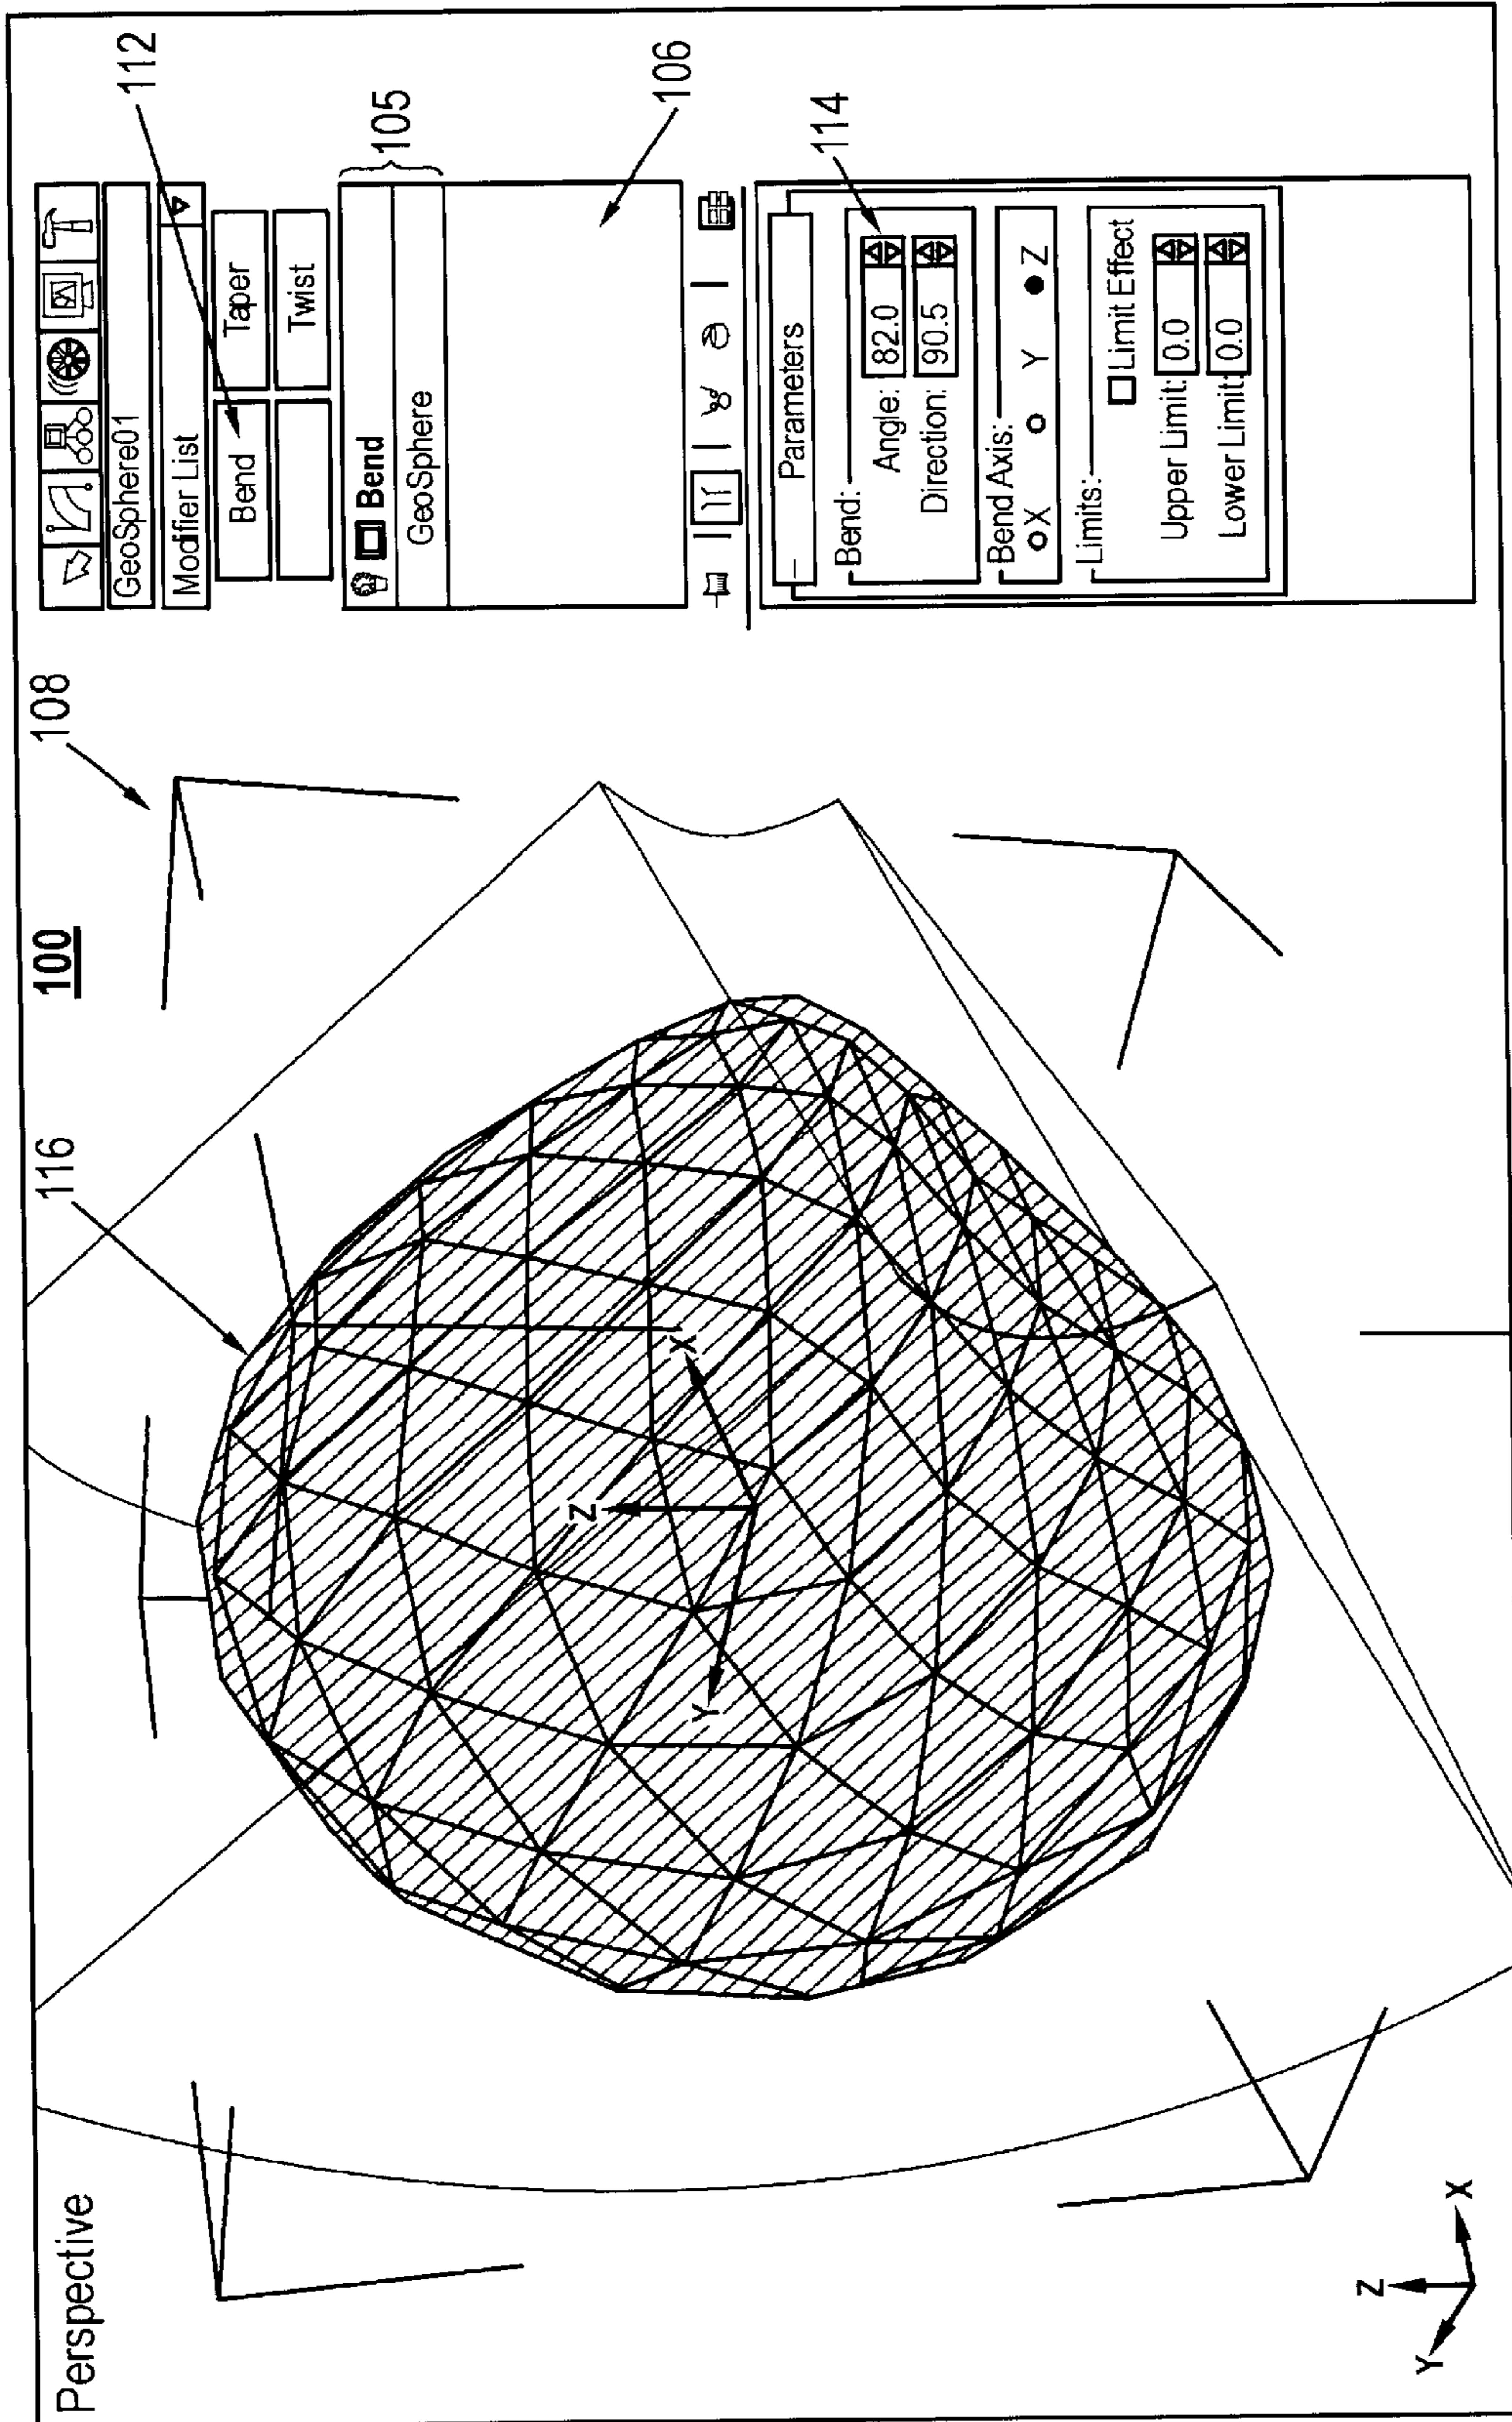 Perspective
116
100
108
112
GeoSphere01
Modifier List
Bend Taper
Twist
105
Bend
GeoSphere
106
Parameters
114
Bend:
Angle: 82.0
Direction: 90.5
Bend Axis:
X Y Z
Limits:
Limit Effect
Upper Limit: 0.0
Lower Limit: 0.0
Z
X
Y
Z
X
Y